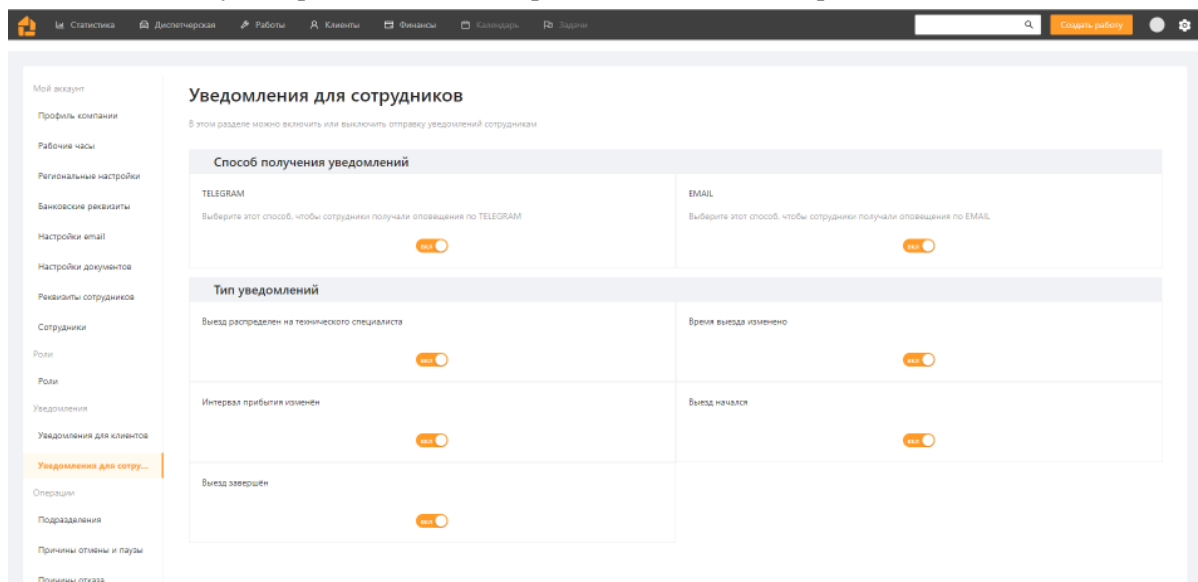 Статистика Диспетчерская Работы Клиенты Финансы Календарь Задачи Создать работу
Мой аккаунт
Профиль компании
Рабочие часы
Региональные настройки
Банковские реквизиты
Настройки email
Настройки документов
Реквизиты сотрудников
Сотрудники
Роли
Роли
Уведомления
Уведомления для клиентов
Уведомления для сотру...
Операции
Подразделения
Причины отмены и паузы
Причины отказа
Уведомления для сотрудников
В этом разделе можно включить или выключить отправку уведомлений сотрудникам
Способ получения уведомлений
TELEGRAM
Выберите этот способ, чтобы сотрудники получали оповещения по TELEGRAM
ВКЛ
EMAIL
Выберите этот способ, чтобы сотрудники получали оповещения по EMAIL
ВКЛ
Тип уведомлений
Выезд распределен на технического специалиста
ВКЛ
Время выезда изменено
ВКЛ
Интервал прибытия изменён
ВКЛ
Выезд начался
ВКЛ
Выезд завершён
ВКЛ